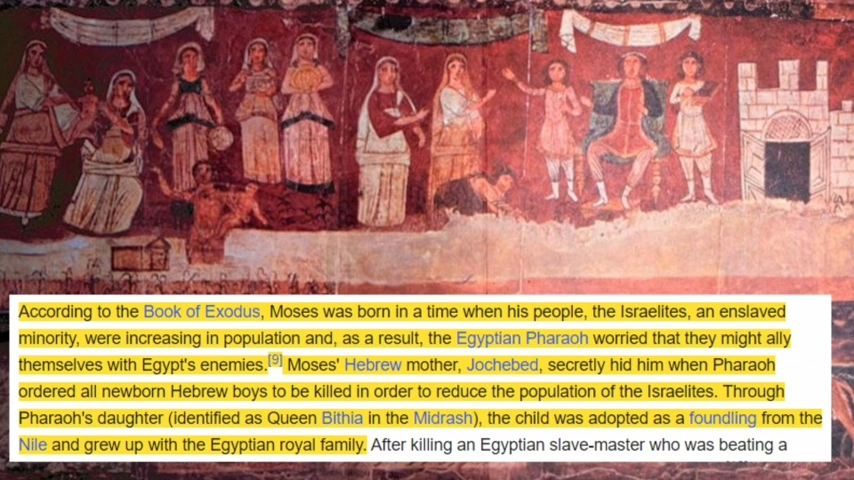 According to the Book of Exodus, Moses was born in a time when his people, the Israelites, an enslaved
minority, were increasing in population and, as a result, the Egyptian Pharaoh worried that they might ally
themselves with Egypt's enemies.[9] Moses' Hebrew mother, Jochebed, secretly hid him when Pharaoh
ordered all newborn Hebrew boys to be killed in order to reduce the population of the Israelites. Through
Pharaoh's daughter (identified as Queen Bithia in the Midrash), the child was adopted as a foundling from the
Nile and grew up with the Egyptian royal family. After killing an Egyptian slave-master who was beating a